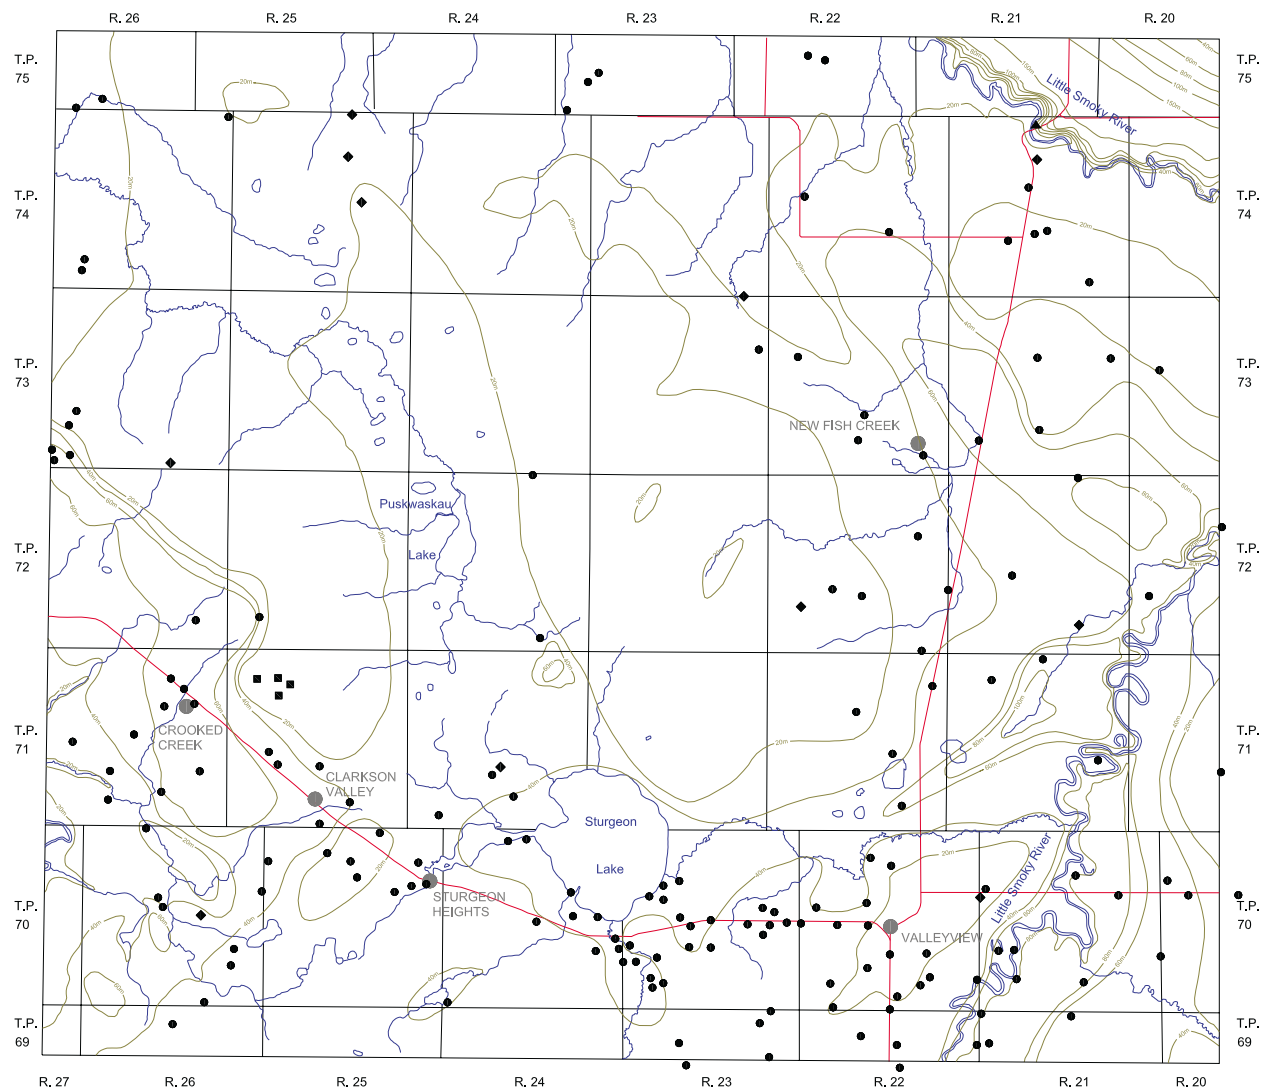 R. 26 R. 25 R. 24 R. 23 R. 22 R. 21 R. 20
T.P.
75
T.P.
75
Little Smoky River
T.P.
74
T.P.
74
T.P.
73
T.P.
73
NEW FISH CREEK
Puskwaskau
Lake
T.P.
72
T.P.
72
T.P.
71
T.P.
71
CROOKED
CREEK
CLARKSON
VALLEY
Sturgeon
Lake
STURGEON
HEIGHTS
Little Smoky River
VALLEYVIEW
T.P.
70
T.P.
70
T.P.
69
T.P.
69
R. 27 R. 26 R. 25 R. 24 R. 23 R. 22 R. 21 R. 20